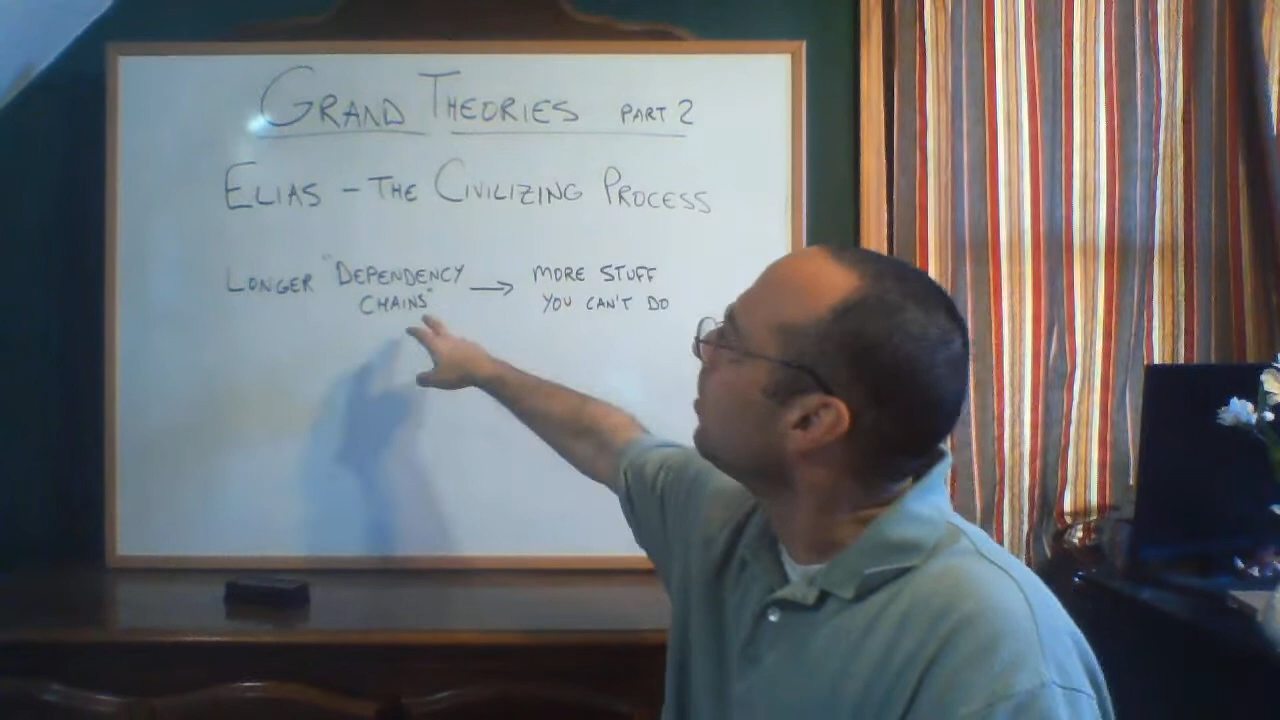 GRAND THEORIES PART 2
ELIAS - THE CIVILIZING PROCESS
LONGER "DEPENDENCY CHAINS" → MORE STUFF YOU CAN'T DO